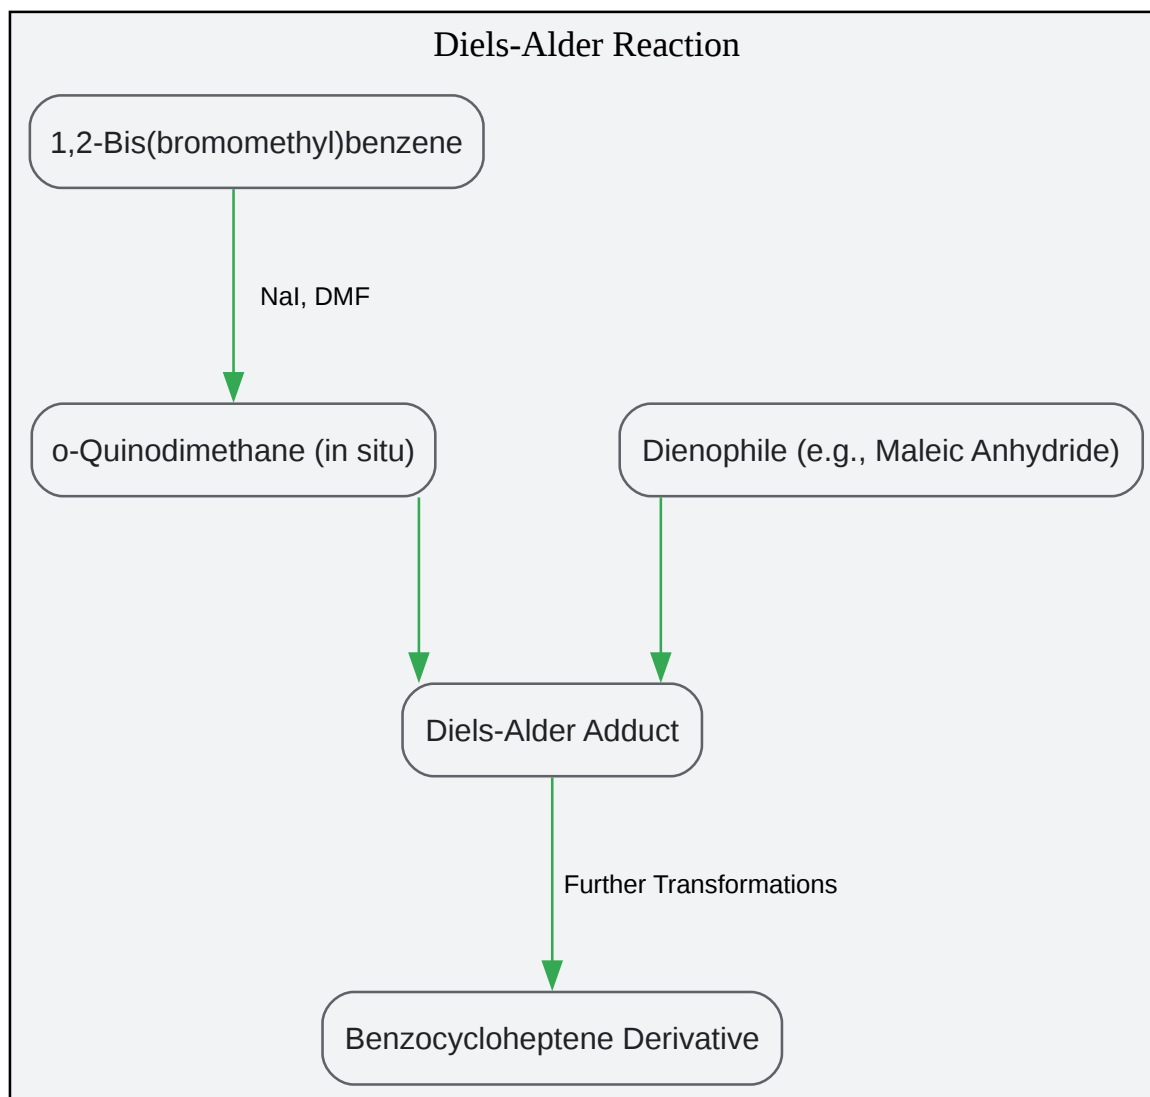 Diels-Alder Reaction
1,2-Bis(bromomethyl)benzene
NaI, DMF
o-Quinodimethane (in situ)
Dienophile (e.g., Maleic Anhydride)
Diels-Alder Adduct
Further Transformations
Benzocycloheptene Derivative